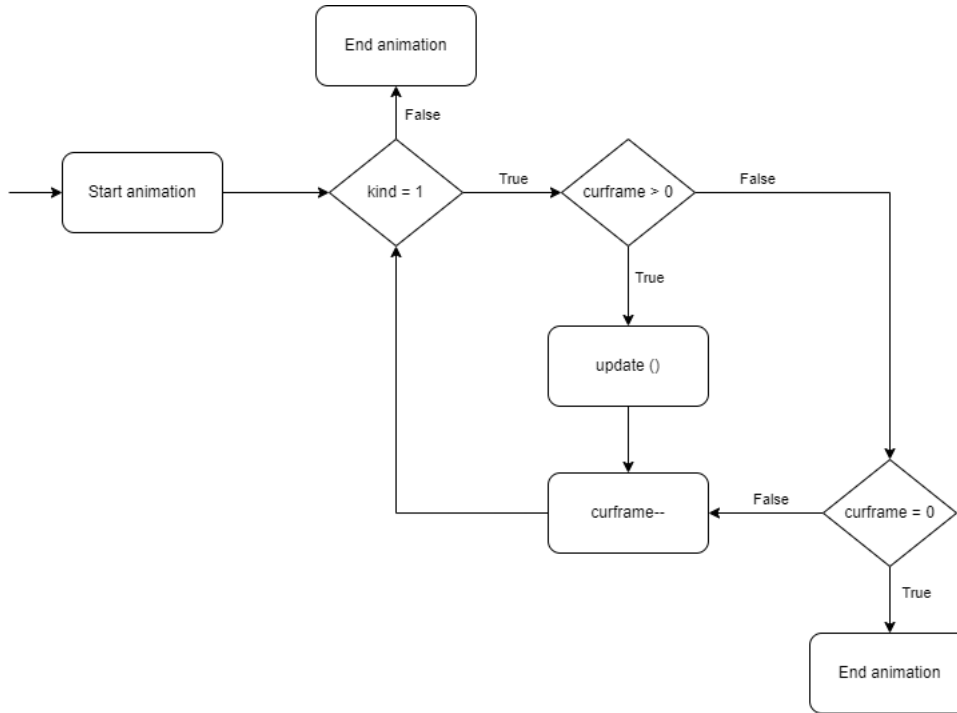 End animation
False
Start animation
kind = 1
True
curframe > 0
False
True
update ()
curframe--
False
curframe = 0
True
End animation